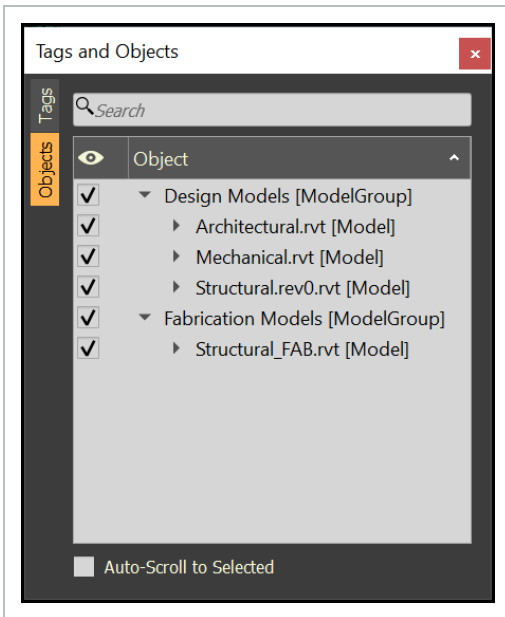 Tags and Objects
Tags
Objects
Search
Object
Design Models [ModelGroup]
Architectural.rvt [Model]
Mechanical.rvt [Model]
Structural.rev0.rvt [Model]
Fabrication Models [ModelGroup]
Structural_FAB.rvt [Model]
Auto-Scroll to Selected